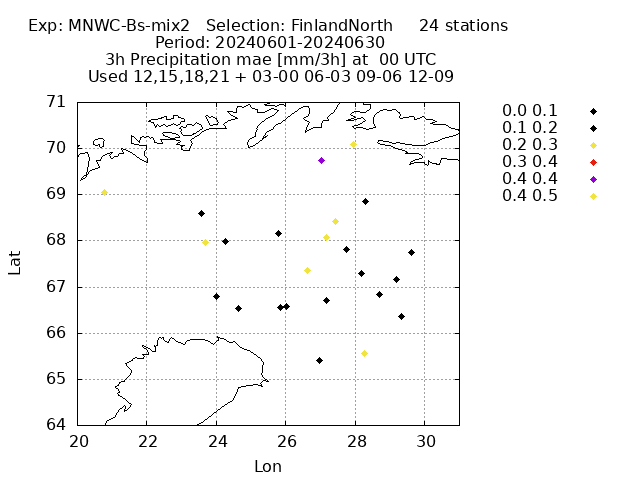 Exp: MNWC-Bs-mix2   Selection: FinlandNorth     24 stations
Period: 20240601-20240630
3h Precipitation mae [mm/3h] at  00 UTC
Used 12,15,18,21 + 03-00 06-03 09-06 12-09
71
70
69
68
67
66
65
64
Lat
20 22 24 26 28 30
Lon
0.0 0.1
0.1 0.2
0.2 0.3
0.3 0.4
0.4 0.4
0.4 0.5